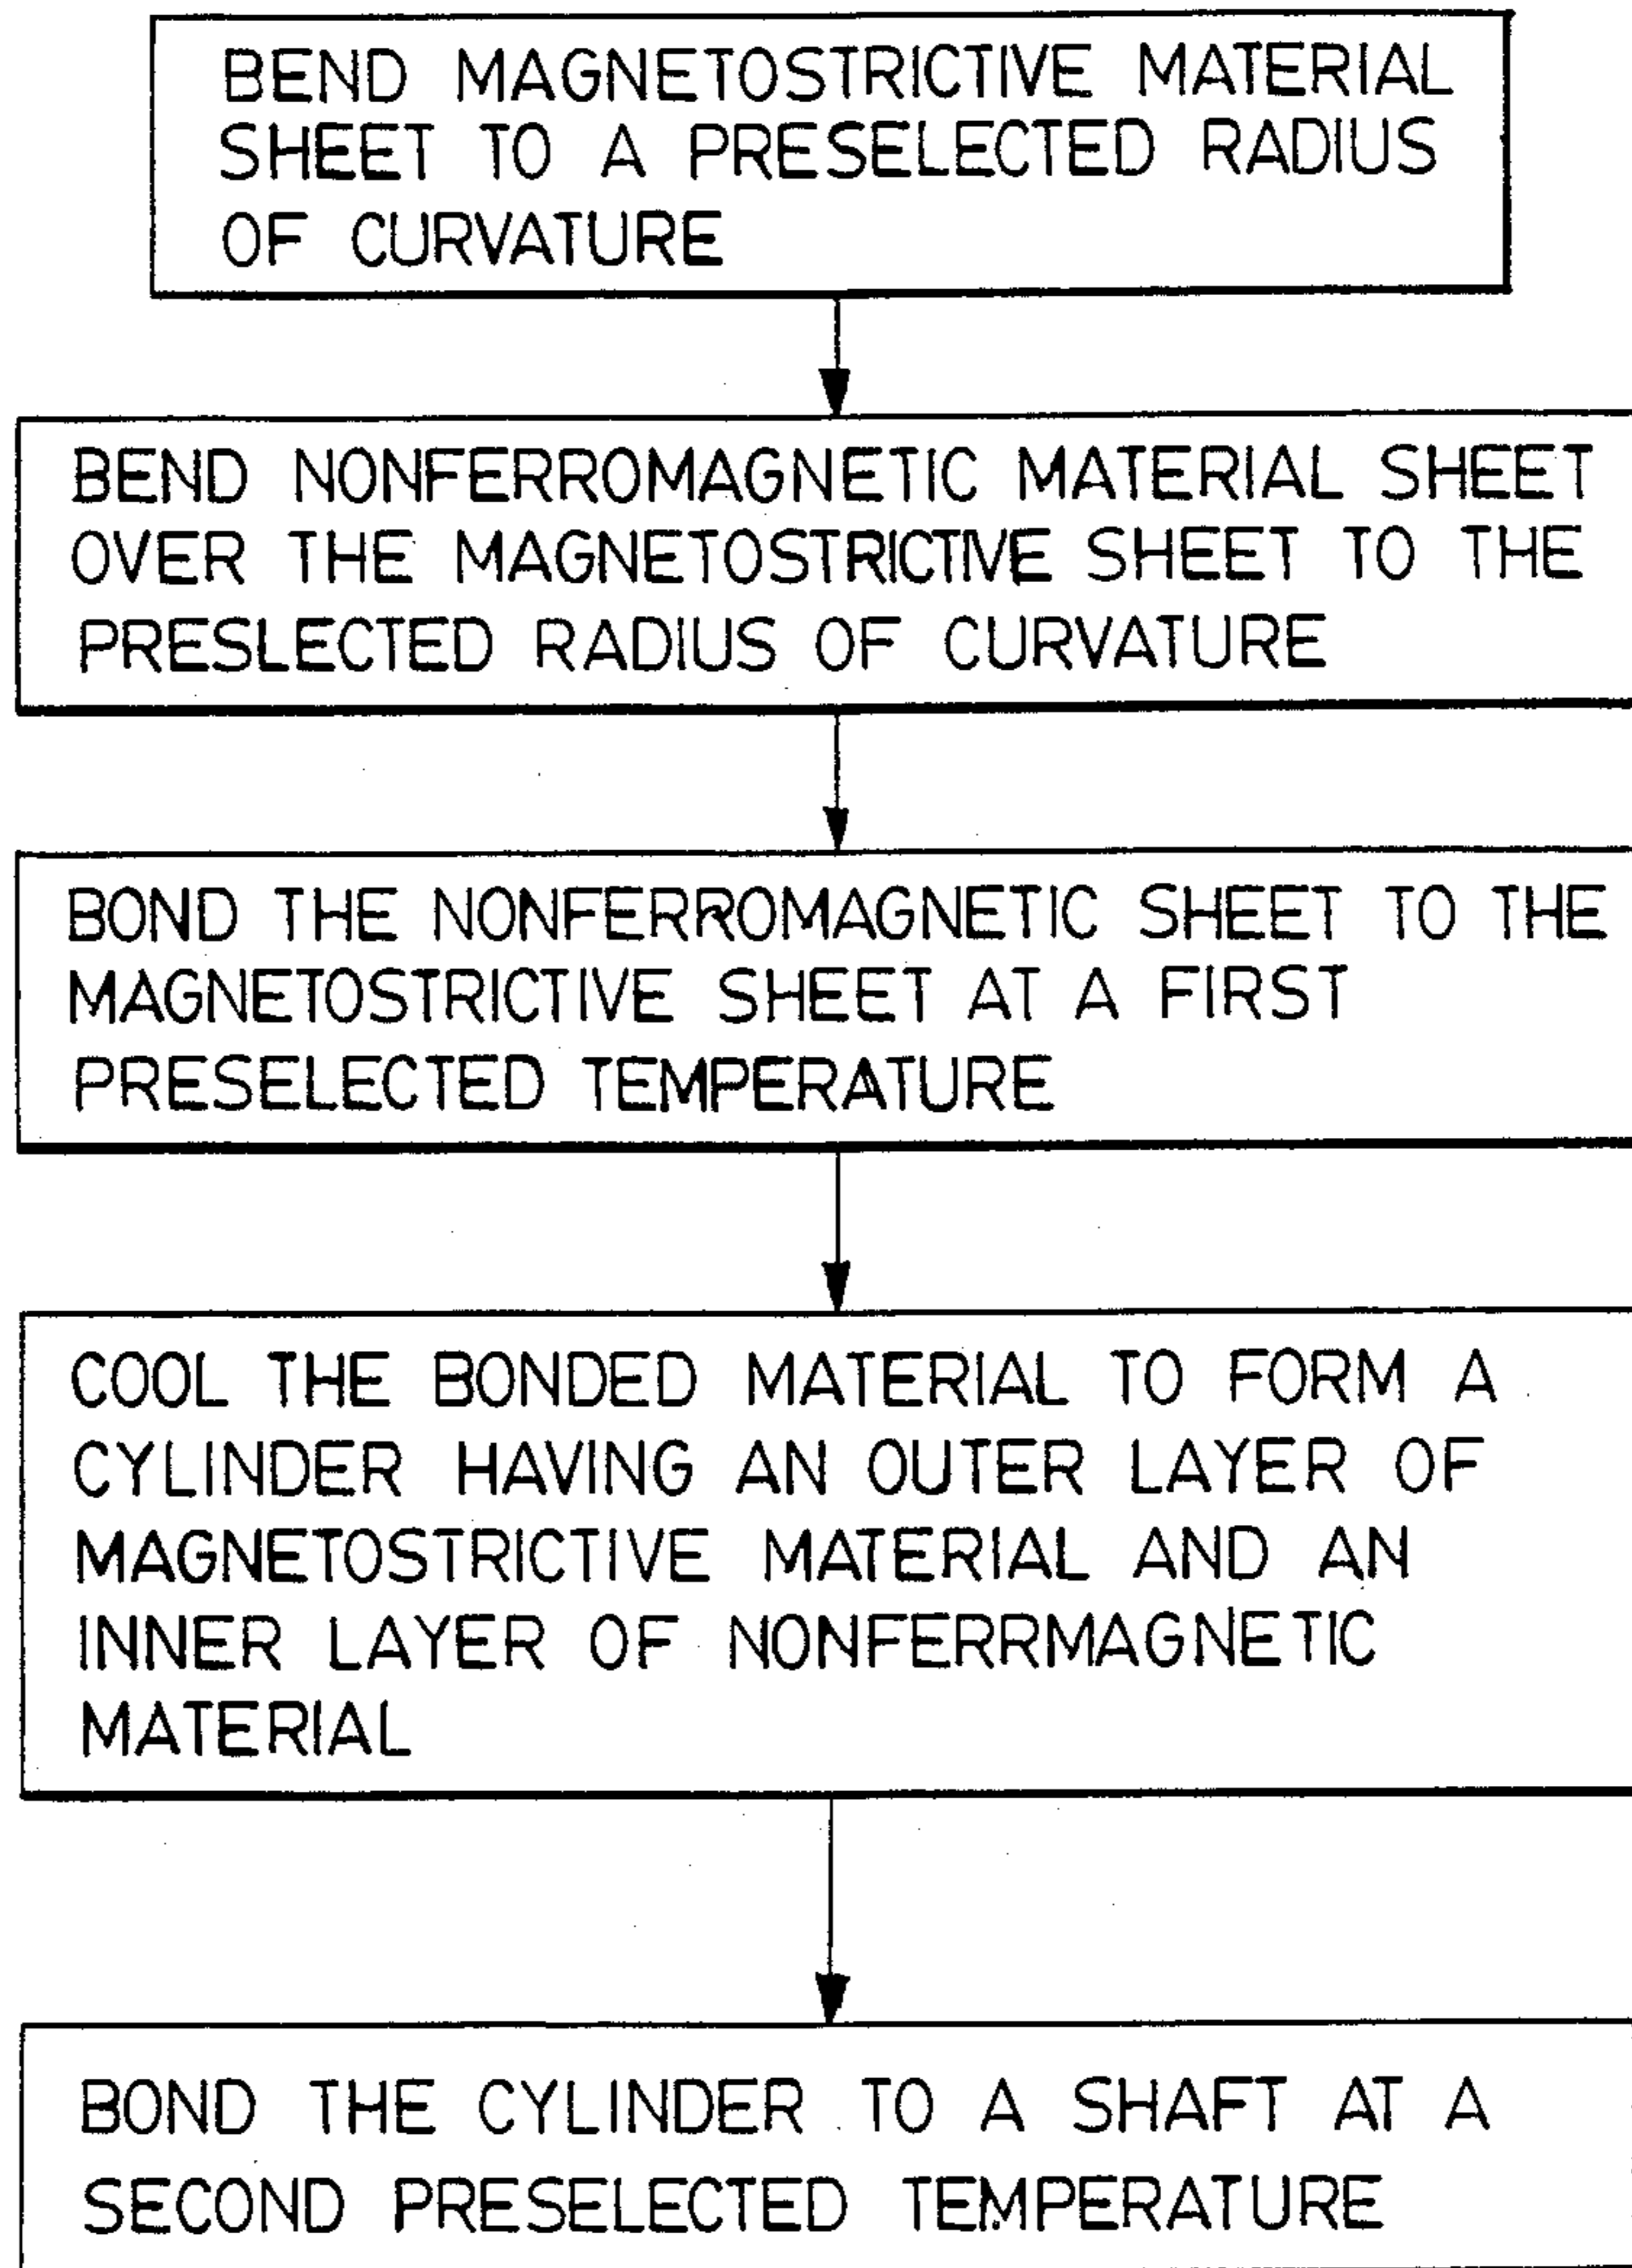 BEND MAGNETOSTRICTIVE MATERIAL
SHEET TO A PRESELECTED RADIUS
OF CURVATURE
BEND NONFERROMAGNETIC MATERIAL SHEET
OVER THE MAGNETOSTRICTIVE SHEET TO THE
PRESLECTED RADIUS OF CURVATURE
BOND THE NONFERROMAGNETIC SHEET TO THE
MAGNETOSTRICTIVE SHEET AT A FIRST
PRESELECTED TEMPERATURE
COOL THE BONDED MATERIAL TO FORM A
CYLINDER HAVING AN OUTER LAYER OF
MAGNETOSTRICTIVE MATERIAL AND AN
INNER LAYER OF NONFERRMAGNETIC
MATERIAL
BOND THE CYLINDER TO A SHAFT AT A
SECOND PRESELECTED TEMPERATURE